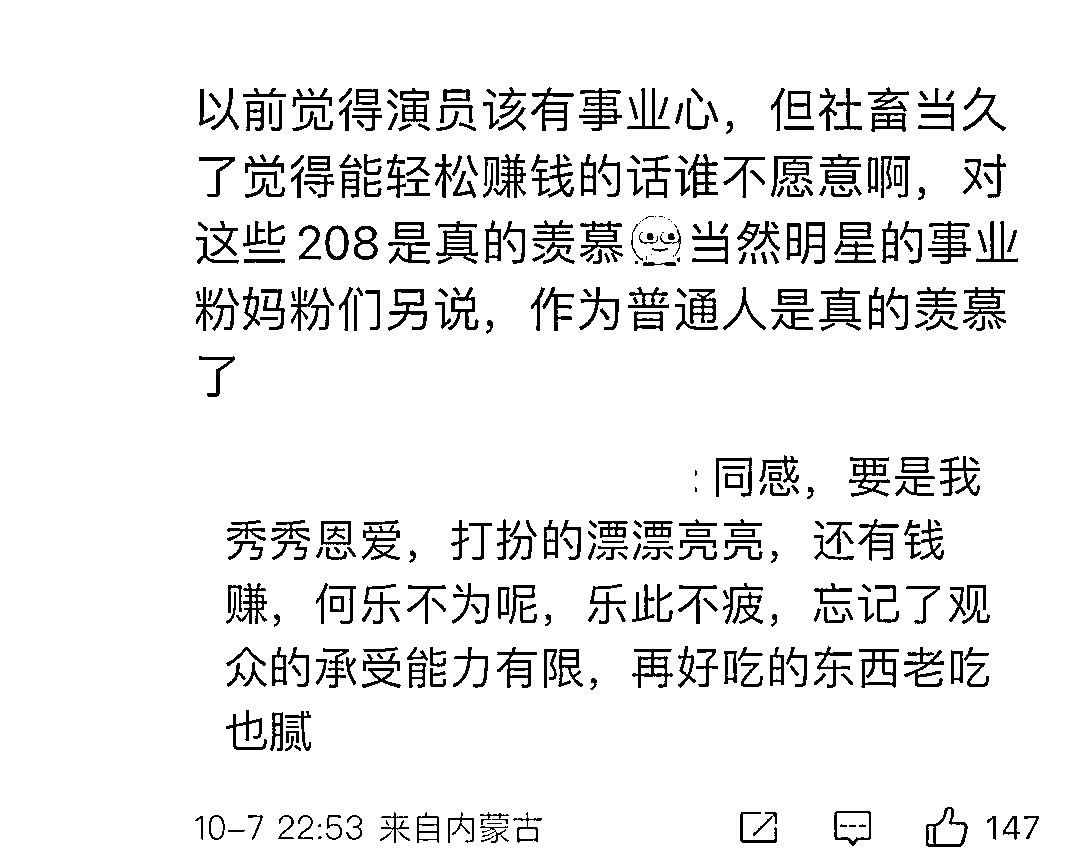 以前觉得演员该有事业心，但社畜当久
了觉得能轻松赚钱的话谁不愿意啊，对
这些208是真的羡慕当然明星的事业
粉妈粉们另说，作为普通人是真的羡慕
了
：同感，要是我
秀秀恩爱，打扮的漂漂亮亮，还有钱
赚，何乐不为呢，乐此不疲，忘记了观
众的承受能力有限，再好吃的东西老吃
也腻
10-7 22:53 来自内蒙古
147